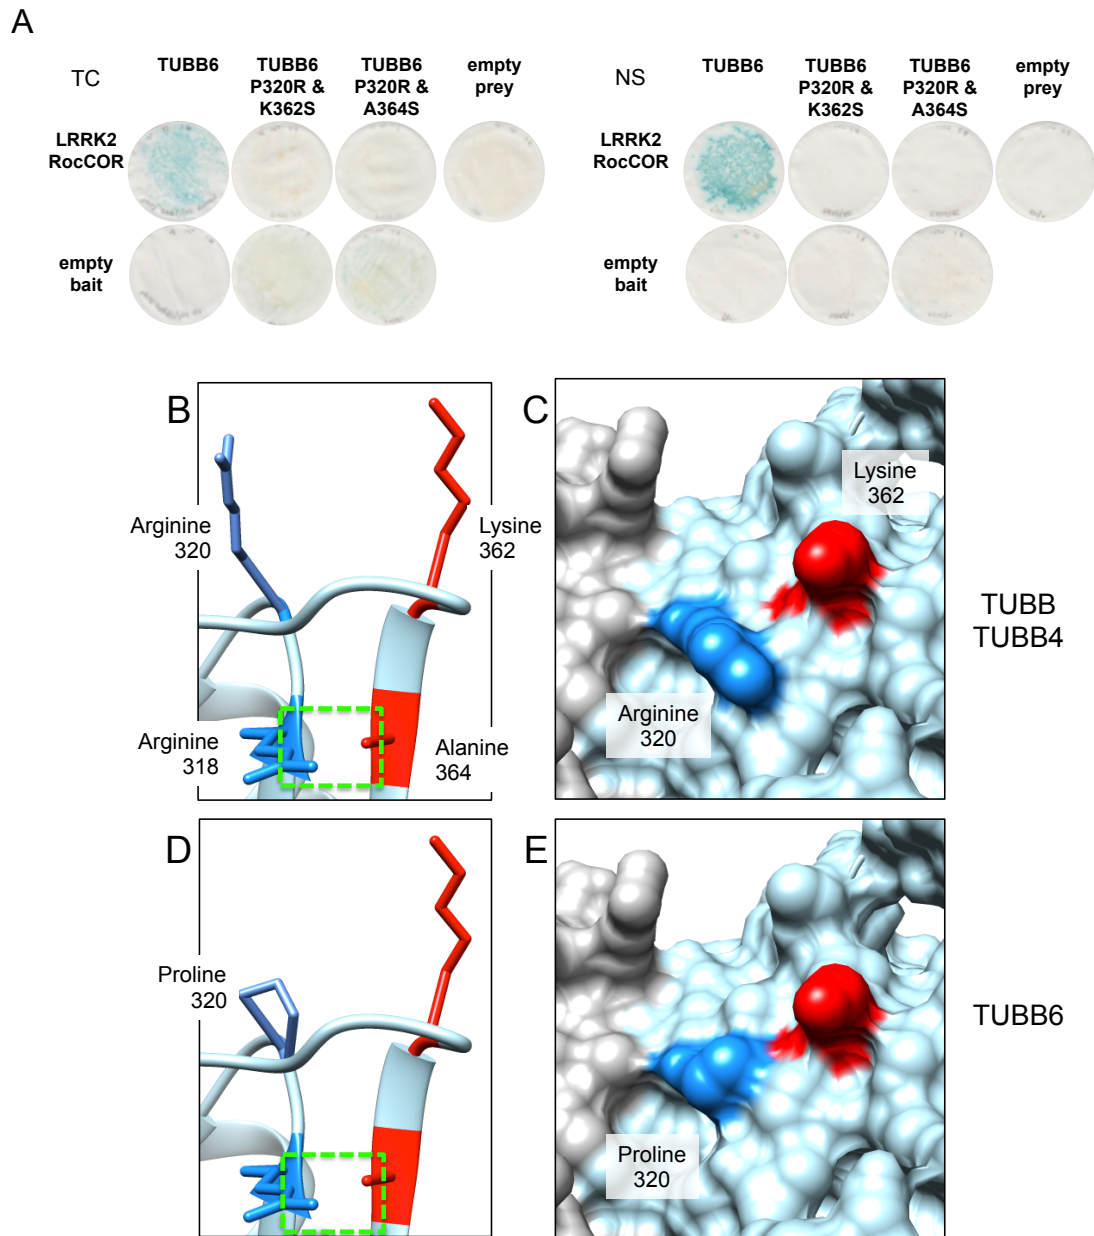 A
TC
TUBB6
TUBB6
P320R &
K362S
TUBB6
P320R &
A364S
empty
prey
LRRK2
RocCOR
empty
bait
NS
TUBB6
TUBB6
P320R &
K362S
TUBB6
P320R &
A364S
empty
prey
LRRK2
RocCOR
empty
bait
B
Arginine
320
Lysine
362
Arginine
318
Alanine
364
C
Lysine
362
Arginine
320
TUBB
TUBB4
D
Proline
320
E
Proline
320
TUBB6